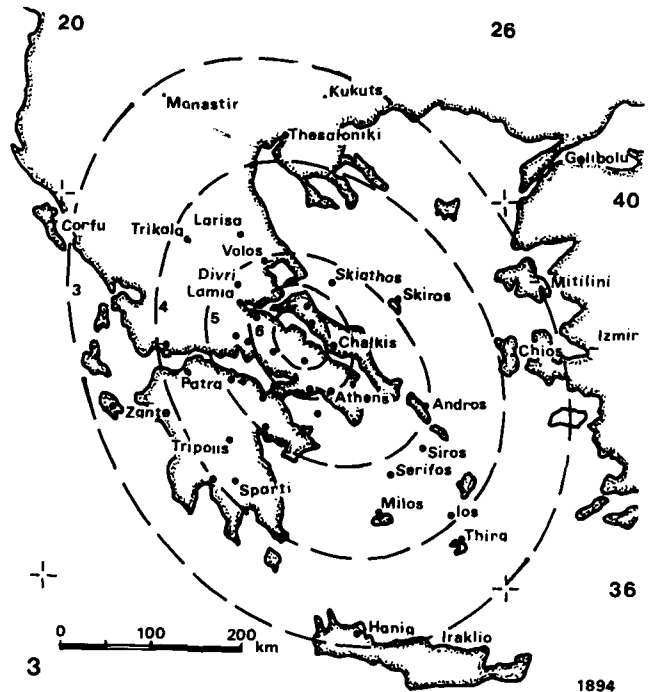 20
26
Manastir
Kukuts
Thesaloniki
Gelibolu
40
Corfu
Trikala
Larisa
Volos
Divri
Lamia
Skiathos
Skiros
Mitilini
3
4
5
6
Chalkis
Chios
Izmir
Patra
Athens
Andros
Zante
Tripolis
Siros
Serifos
Sparti
Milos
Ios
Thira
36
Hania
Iraklio
0 100 200
km
3
1894